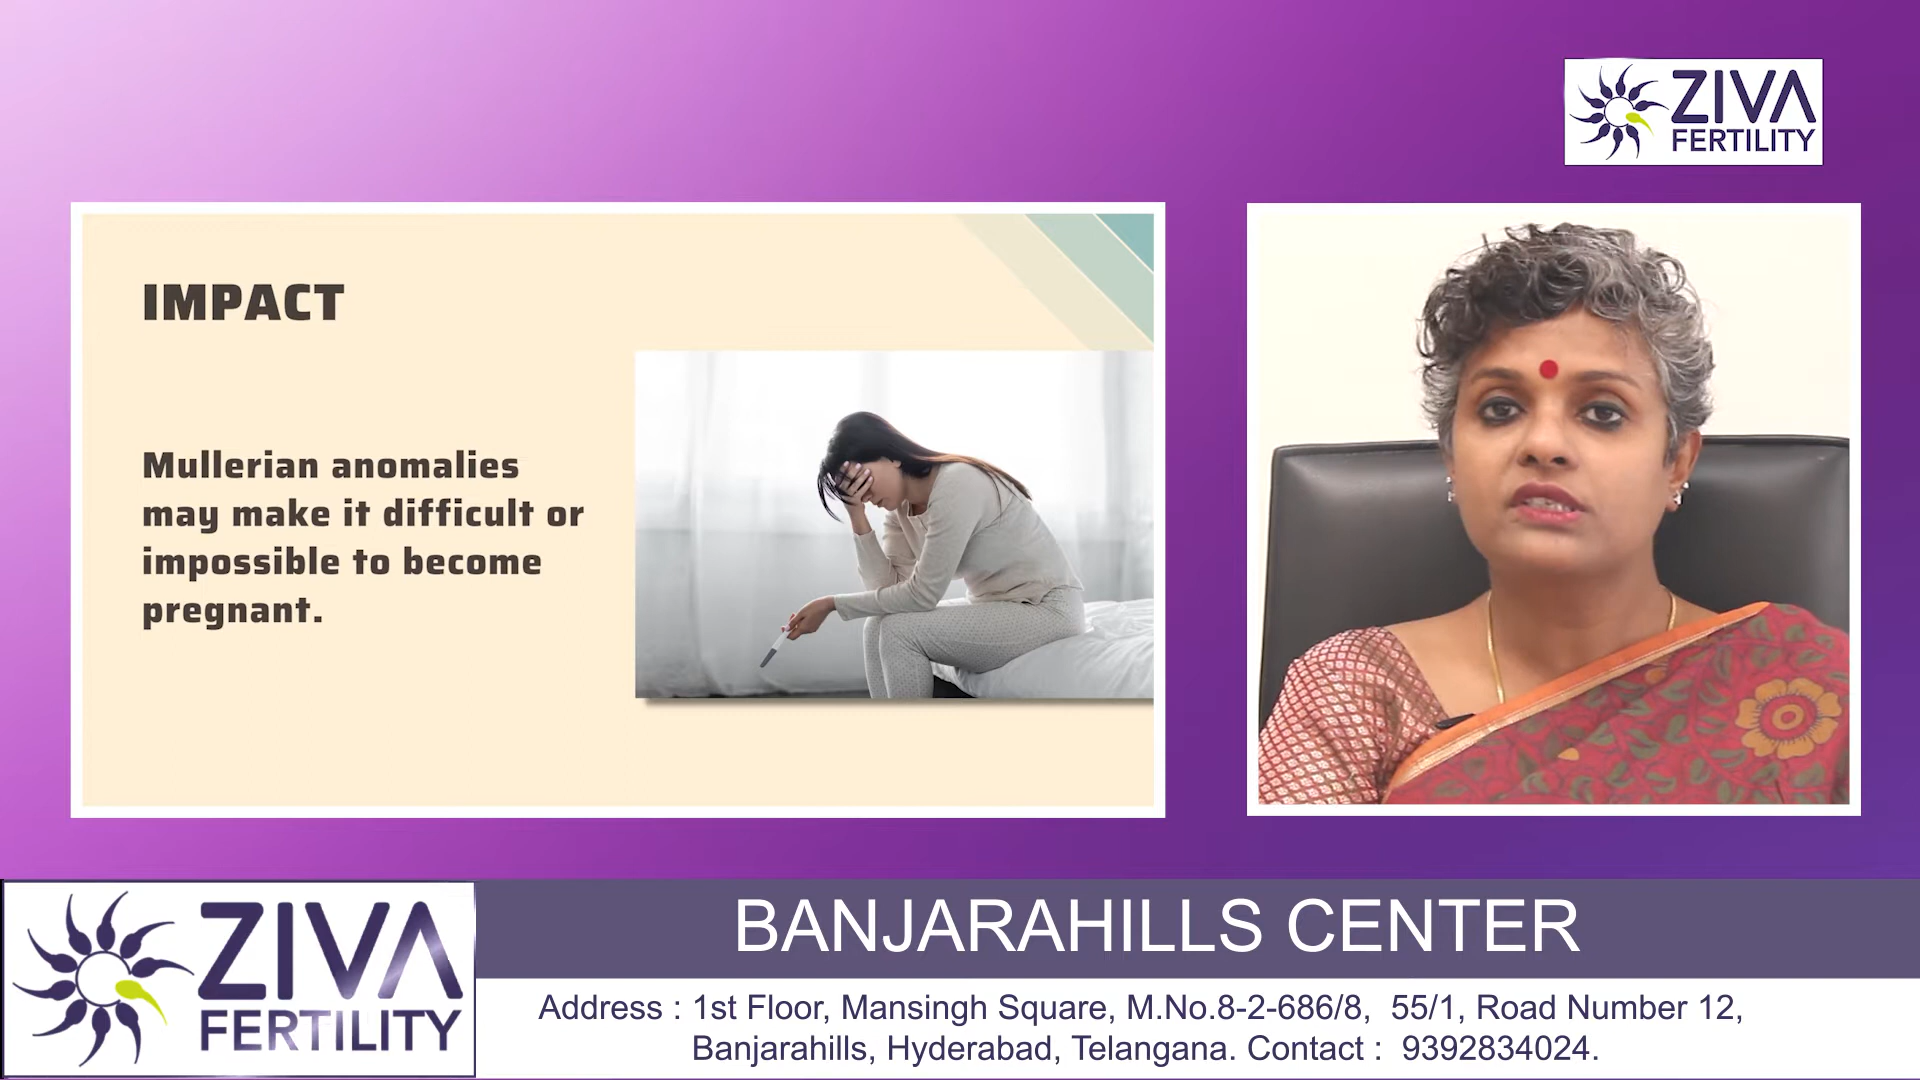 ZIVA
FERTILITY
IMPACT
Mullerian anomalies
may make it difficult or
impossible to become
pregnant.
ZIVA
FERTILITY
BANJARAHILLS CENTER
Address : 1st Floor, Mansingh Square, M.No.8-2-686/8, 55/1, Road Number 12,
Banjarahills, Hyderabad, Telangana. Contact : 9392834024.